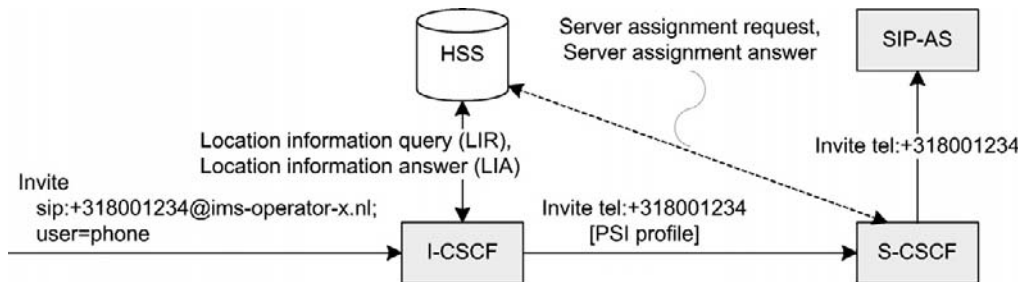 HSS
Server assignment request,
Server assignment answer
SIP-AS
Location information query (LIR),
Location information answer (LIA)
Invite tel:+318001234
Invite
sip:+318001234@ims-operator-x.nl;
user=phone
I-CSCF
Invite tel:+318001234
[PSI profile]
S-CSCF